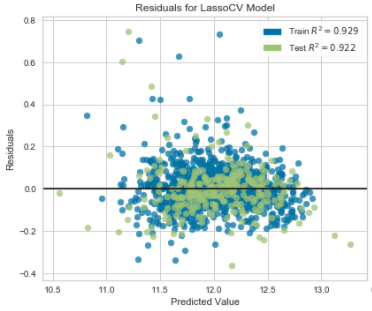 Residuals for LassoCV Model
Train R² = 0.929
Test R² = 0.922
Residuals
0.8
0.6
0.4
0.2
0.0
−0.2
−0.4
10.5 11.0 11.5 12.0 12.5 13.0
Predicted Value